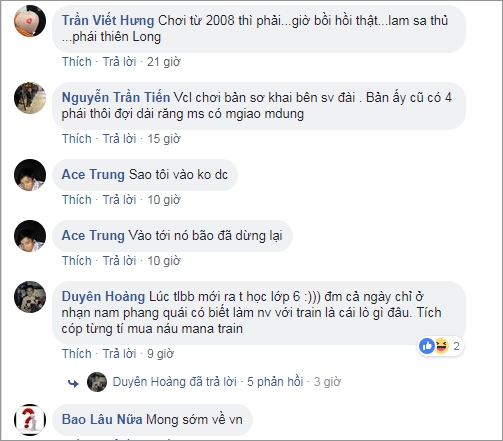 Trần Viết Hưng Chơi từ 2008 thì phải...giờ bồi hồi thật...lam sa thủ
...phái thiên Long
Thích · Trả lời · 21 giờ
Nguyễn Trần Tiến Vcl chơi bản sơ khai bên sv đài . Bản ấy cũ có 4
phái thôi đợi dài răng ms có mgiao mdung
Thích · Trả lời · 15 giờ
Ace Trung Sao tôi vào ko dc
Thích · Trả lời · 10 giờ
Ace Trung Vào tới nó bão đã dừng lại
Thích · Trả lời · 10 giờ
Duyên Hoảng Lúc tlbb mới ra t học lớp 6 :))) đm cả ngày chỉ ở
nhạn nam phang quái có biết làm nv với train là cái lò gì đâu. Tích
cóp từng tí mua náu mana train
2
Thích · Trả lời · 9 giờ
Duyên Hoảng đã trả lời · 5 phản hồi · 3 giờ
Bao Lâu Nữa Mong sớm về vn